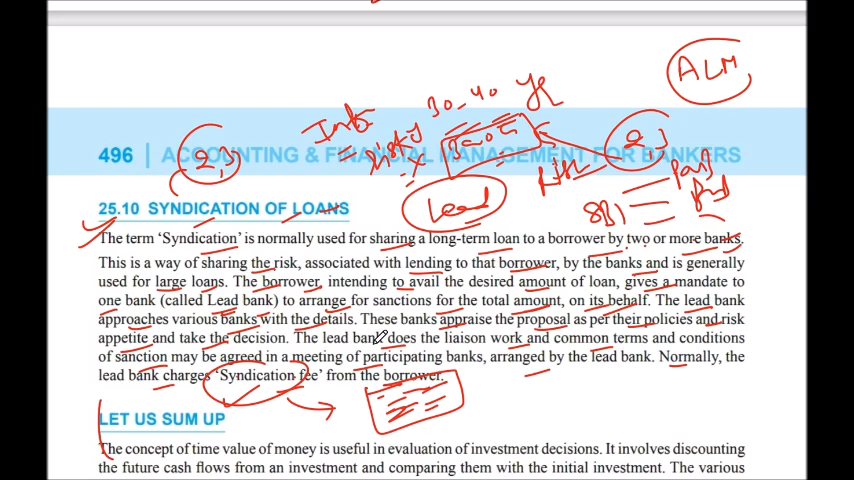 ALM
30-40 Yr
Infra
Risky
2,3
2,3
496 | ACCOUNTING & FINANCIAL MANAGEMENT FOR BANKERS
Risk
Lead
SBI
25.10 SYNDICATION OF LOANS
The term ‘Syndication’ is normally used for sharing a long-term loan to a borrower by two or more banks.
This is a way of sharing the risk, associated with lending to that borrower, by the banks and is generally
used for large loans. The borrower, intending to avail the desired amount of loan, gives a mandate to
one bank (called Lead bank) to arrange for sanctions for the total amount, on its behalf. The lead bank
approaches various banks with the details. These banks appraise the proposal as per their policies and risk
appetite and take the decision. The lead bank does the liaison work and common terms and conditions
of sanction may be agreed in a meeting of participating banks, arranged by the lead bank. Normally, the
lead bank charges ‘Syndication fee’ from the borrower.
LET US SUM UP
The concept of time value of money is useful in evaluation of investment decisions. It involves discounting
the future cash flows from an investment and comparing them with the initial investment. The various